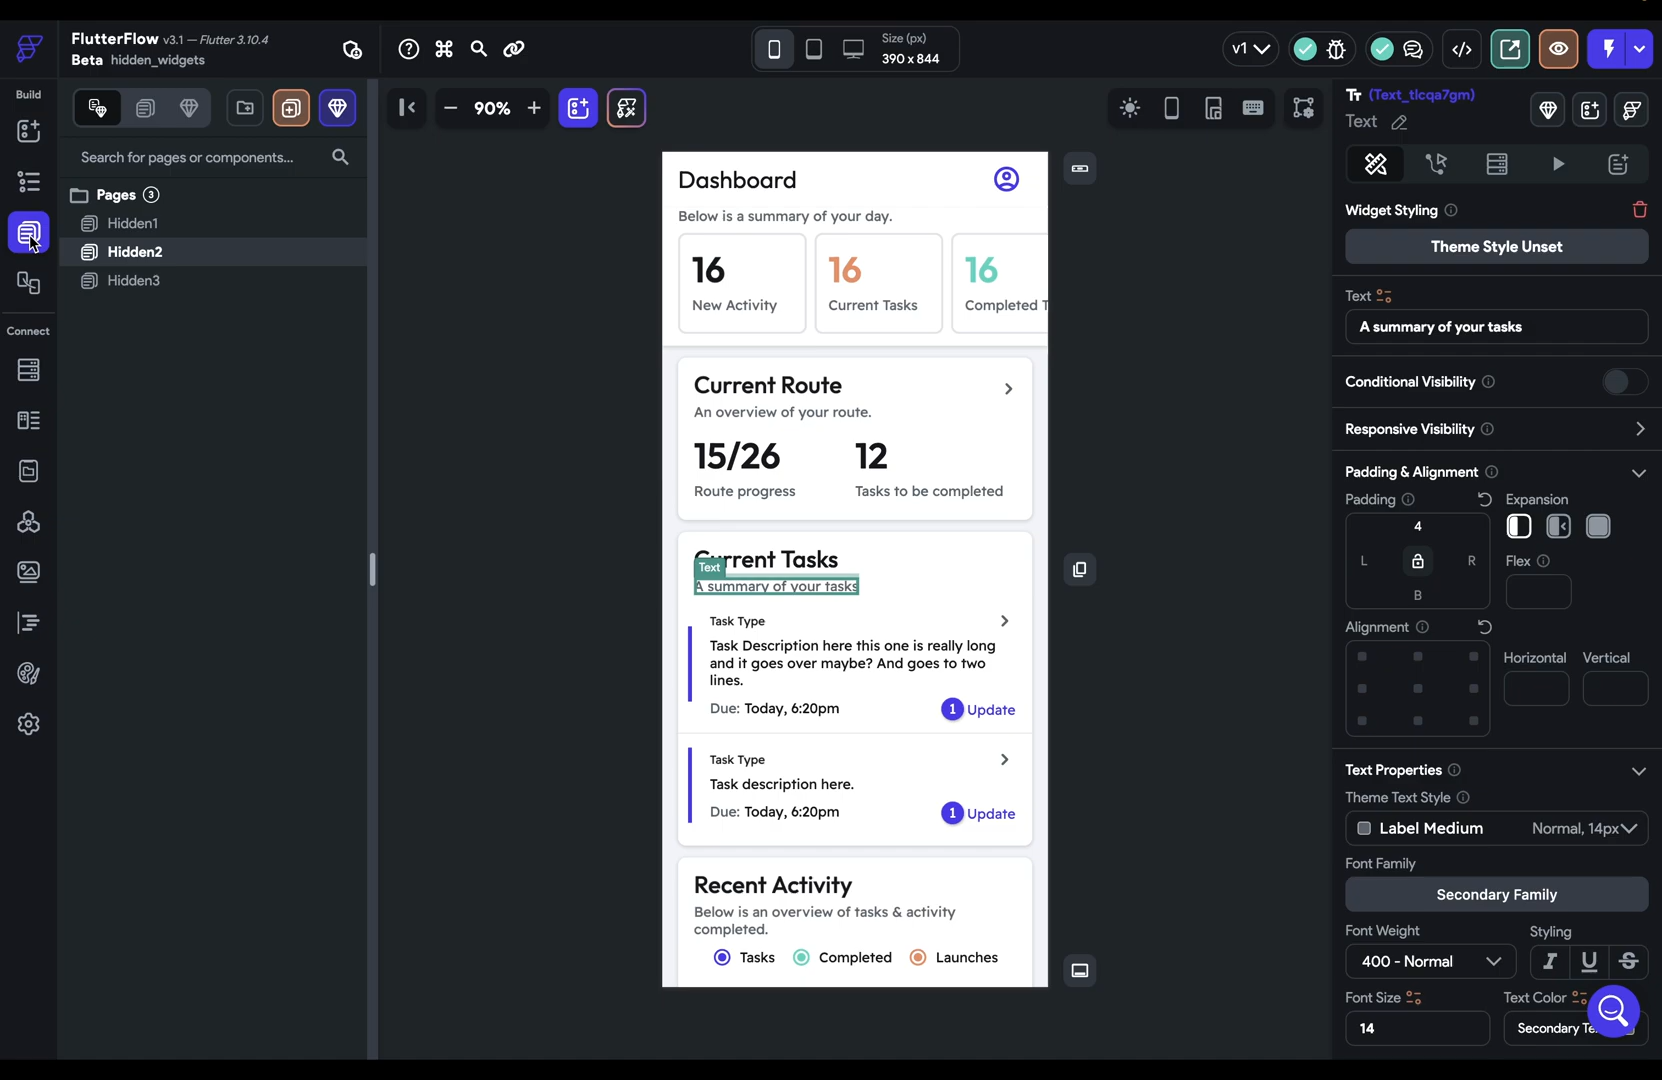 FlutterFlow v3.1 — Flutter 3.10.4
Beta hidden_widgets
Size (px)
390 x 844
v1
Build
Connect
90%
Search for pages or components...
Pages 3
Hidden1
Hidden2
Hidden3
Dashboard
Below is a summary of your day.
16
New Activity
16
Current Tasks
16
Completed T
Current Route
An overview of your route.
15/26
Route progress
12
Tasks to be completed
Current Tasks
Text
A summary of your tasks
Task Type
Task Description here this one is really long
and it goes over maybe? And goes to two
lines.
Due: Today, 6:20pm
1 Update
Task Type
Task description here.
Due: Today, 6:20pm
1 Update
Recent Activity
Below is an overview of tasks & activity
completed.
Tasks Completed Launches
Tт (Text_tlcqa7gm)
Text
Widget Styling
Theme Style Unset
Text
A summary of your tasks
Conditional Visibility
Responsive Visibility
Padding & Alignment
Padding Expansion
4
L R
B
Flex
Alignment
Horizontal Vertical
Text Properties
Theme Text Style
Label Medium Normal, 14px
Font Family
Secondary Family
Font Weight Styling
400 - Normal I U S
Font Size Text Color
14 Secondary Te